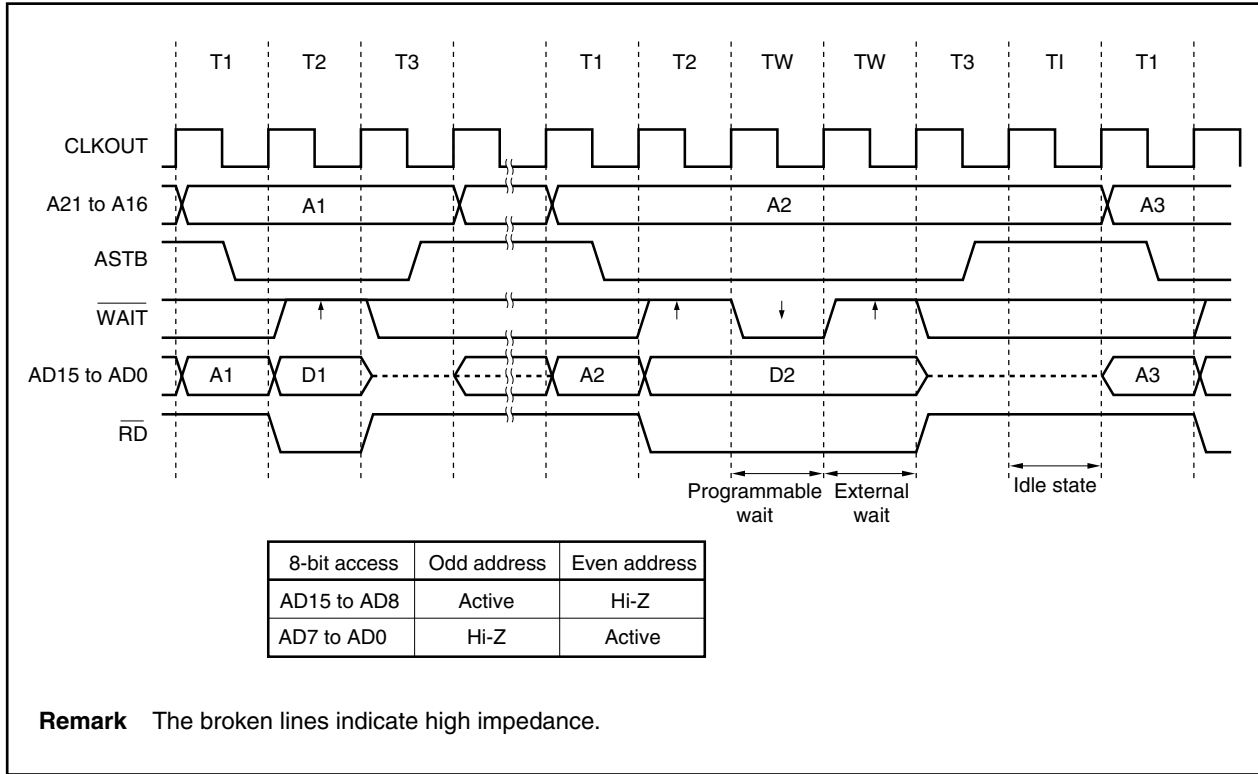 T1 T2 T3 T1 T2 TW TW T3 TI T1
CLKOUT
A21 to A16 A1 A2 A3
ASTB
WAIT
AD15 to AD0 A1 D1 A2 D2 A3
RD
Programmable wait
External wait
Idle state
8-bit access Odd address Even address
AD15 to AD8 Active Hi-Z
AD7 to AD0 Hi-Z Active
Remark The broken lines indicate high impedance.